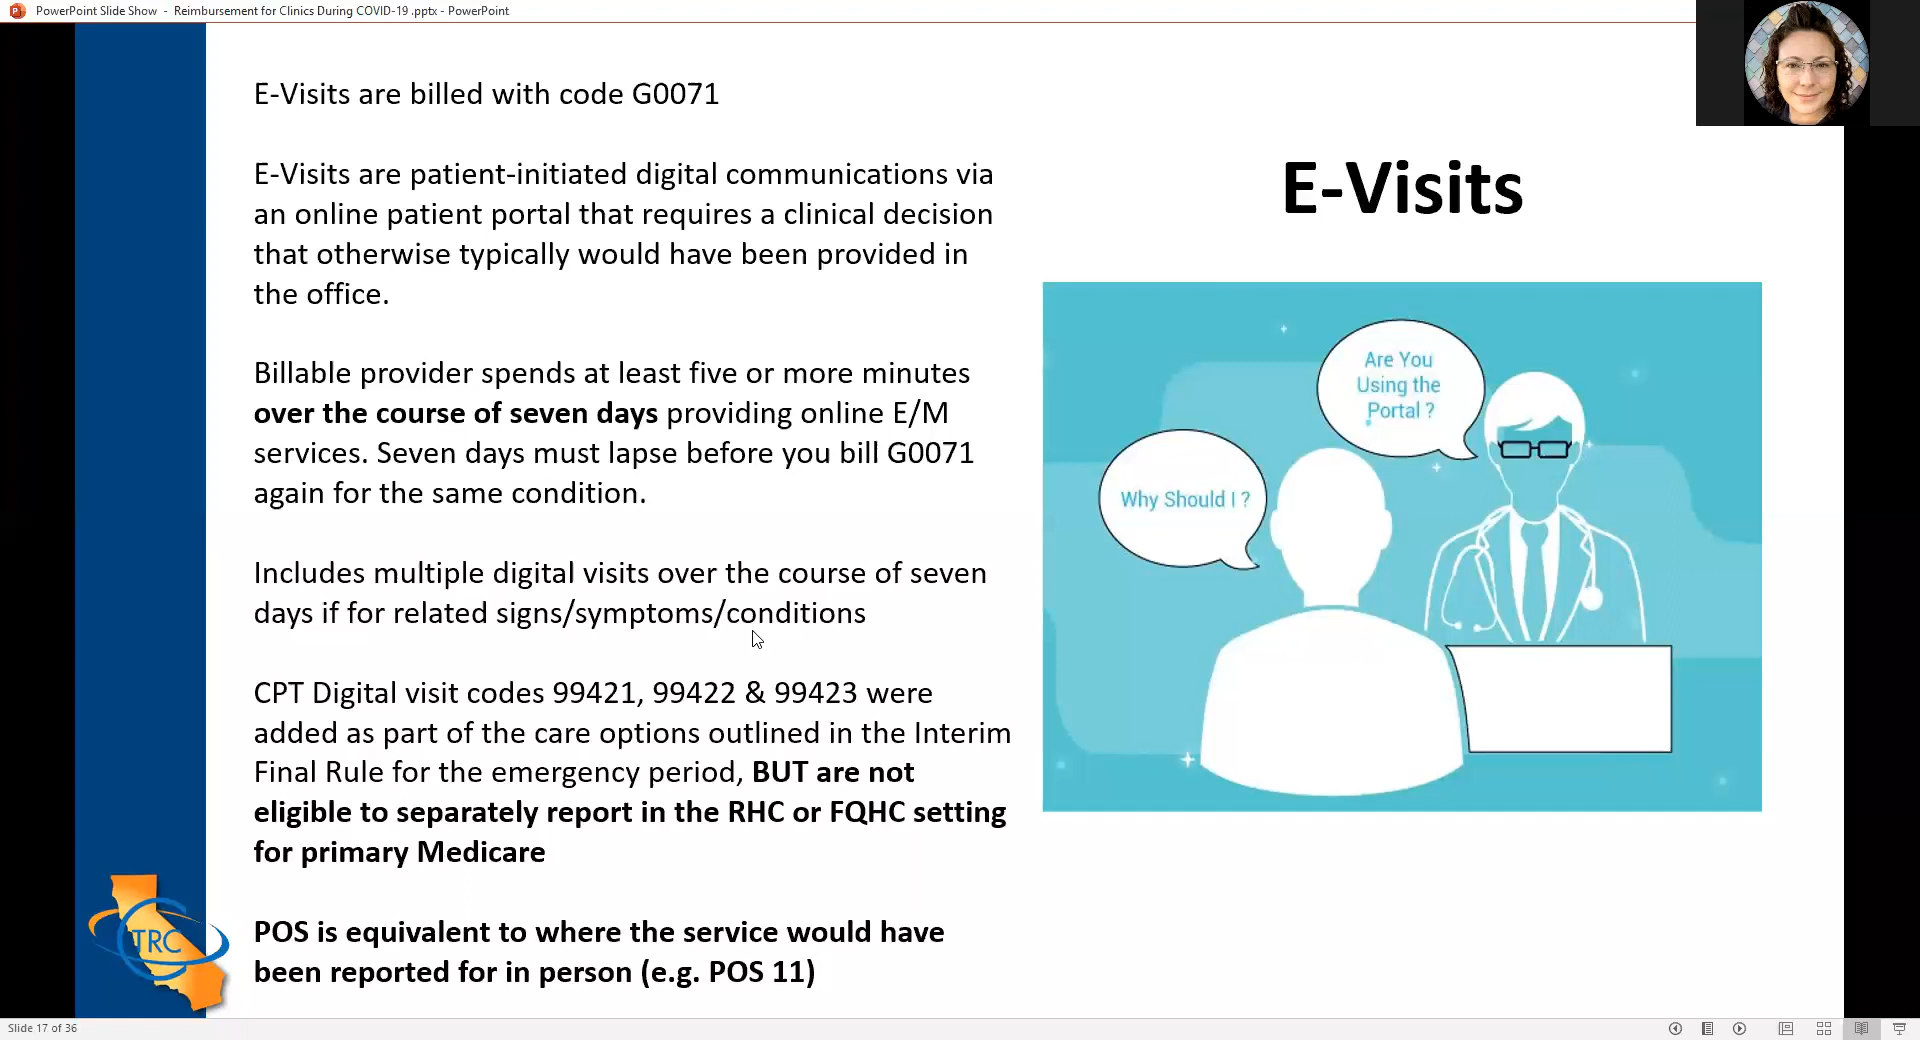 PowerPoint Slide Show - Reimbursement for Clinics During COVID-19 .pptx - PowerPoint
E-Visits are billed with code G0071
E-Visits are patient-initiated digital communications via
an online patient portal that requires a clinical decision
that otherwise typically would have been provided in
the office.
Billable provider spends at least five or more minutes
over the course of seven days providing online E/M
services. Seven days must lapse before you bill G0071
again for the same condition.
Includes multiple digital visits over the course of seven
days if for related signs/symptoms/conditions
CPT Digital visit codes 99421, 99422 & 99423 were
added as part of the care options outlined in the Interim
Final Rule for the emergency period, BUT are not
eligible to separately report in the RHC or FQHC setting
for primary Medicare
POS is equivalent to where the service would have
been reported for in person (e.g. POS 11)
E-Visits
Are You
Using the
Portal ?
Why Should I ?
TRC
Slide 17 of 36